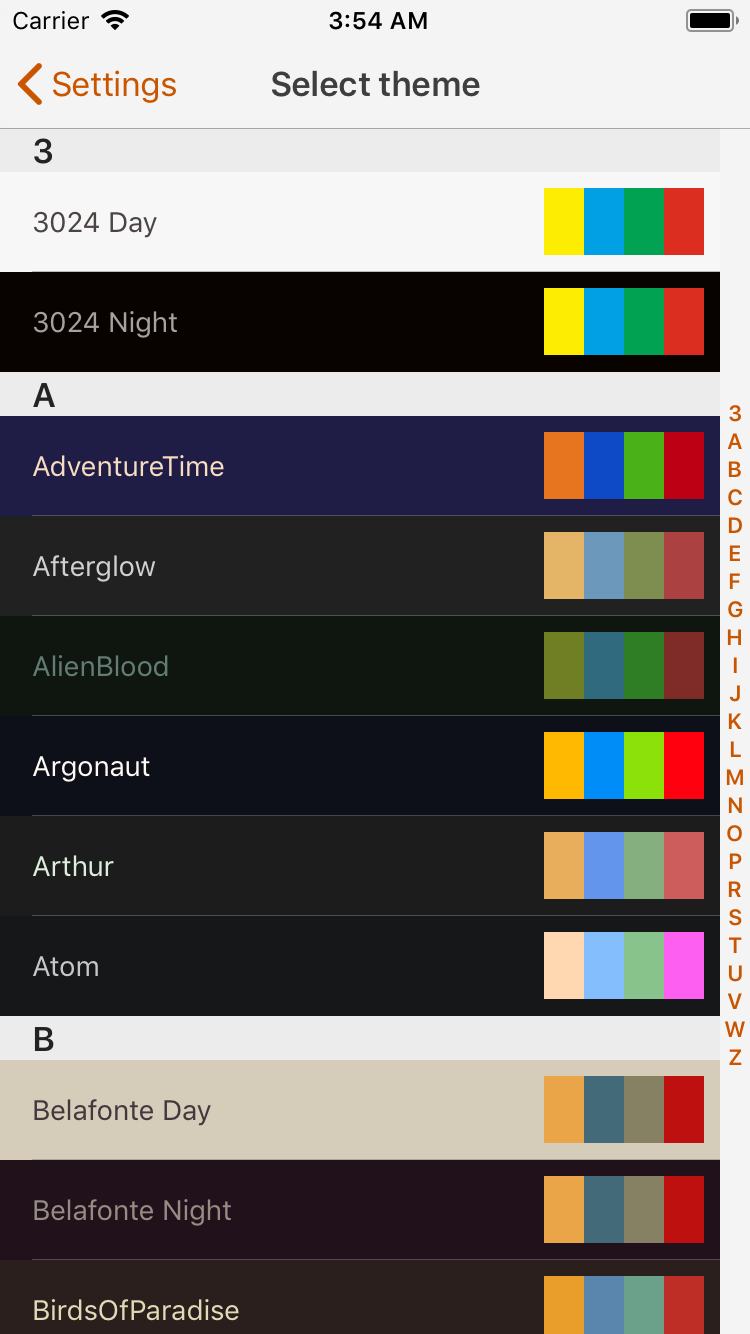 Carrier 3:54 AM
Settings Select theme
3
3024 Day
3024 Night
A
AdventureTime
Afterglow
AlienBlood
Argonaut
Arthur
Atom
B
Belafonte Day
Belafonte Night
BirdsOfParadise
3
A
B
C
D
E
F
G
H
I
J
K
L
M
N
O
P
R
S
T
U
V
W
Z